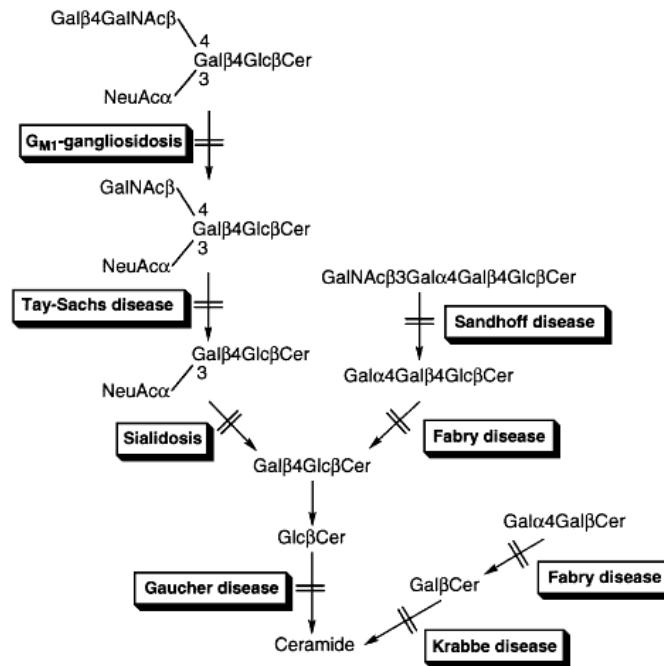 Galβ4GalNAcβ
4
Galβ4GlcβCer
3
NeuAcα
GM1-gangliosidosis
GalNAcβ
4
Galβ4GlcβCer
3
NeuAcα
GalNAcβ3Galα4Galβ4GlcβCer
Tay-Sachs disease
Sandhoff disease
Galβ4GlcβCer
3
NeuAcα
Galα4Galβ4GlcβCer
Sialidosis
Fabry disease
Galβ4GlcβCer
GlcβCer
Galα4GalβCer
Gaucher disease
GalβCer
Fabry disease
Ceramide
Krabbe disease